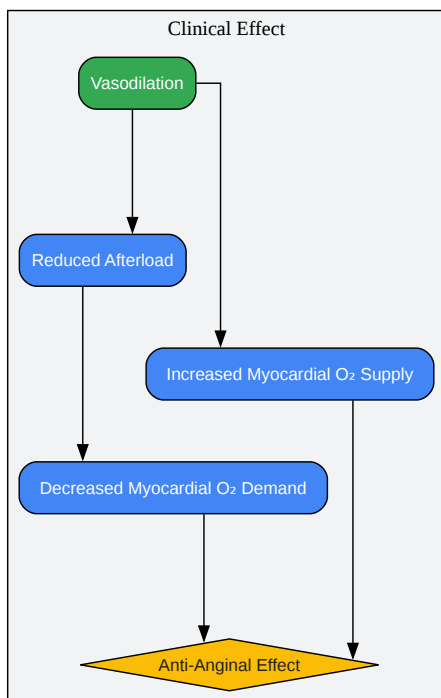 Clinical Effect
Vasodilation
Reduced Afterload
Increased Myocardial O₂ Supply
Decreased Myocardial O₂ Demand
Anti-Anginal Effect